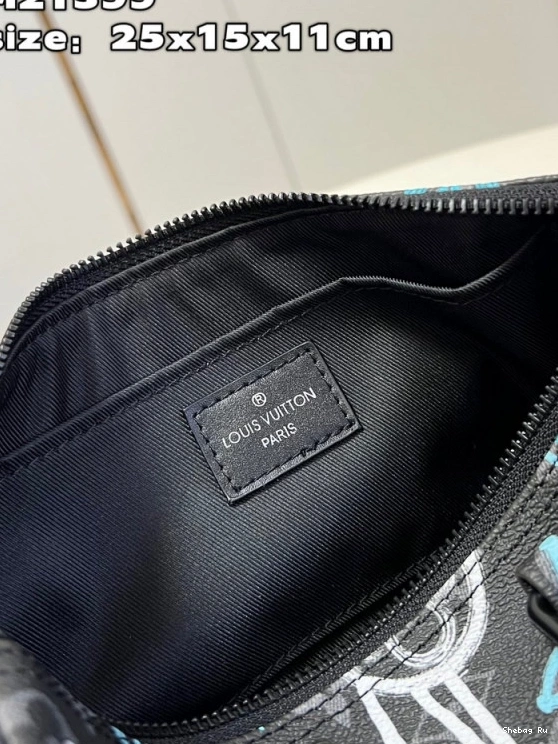 size: 25x15x11cm
®
LOUIS VUITTON
PARIS
Shebag Ru